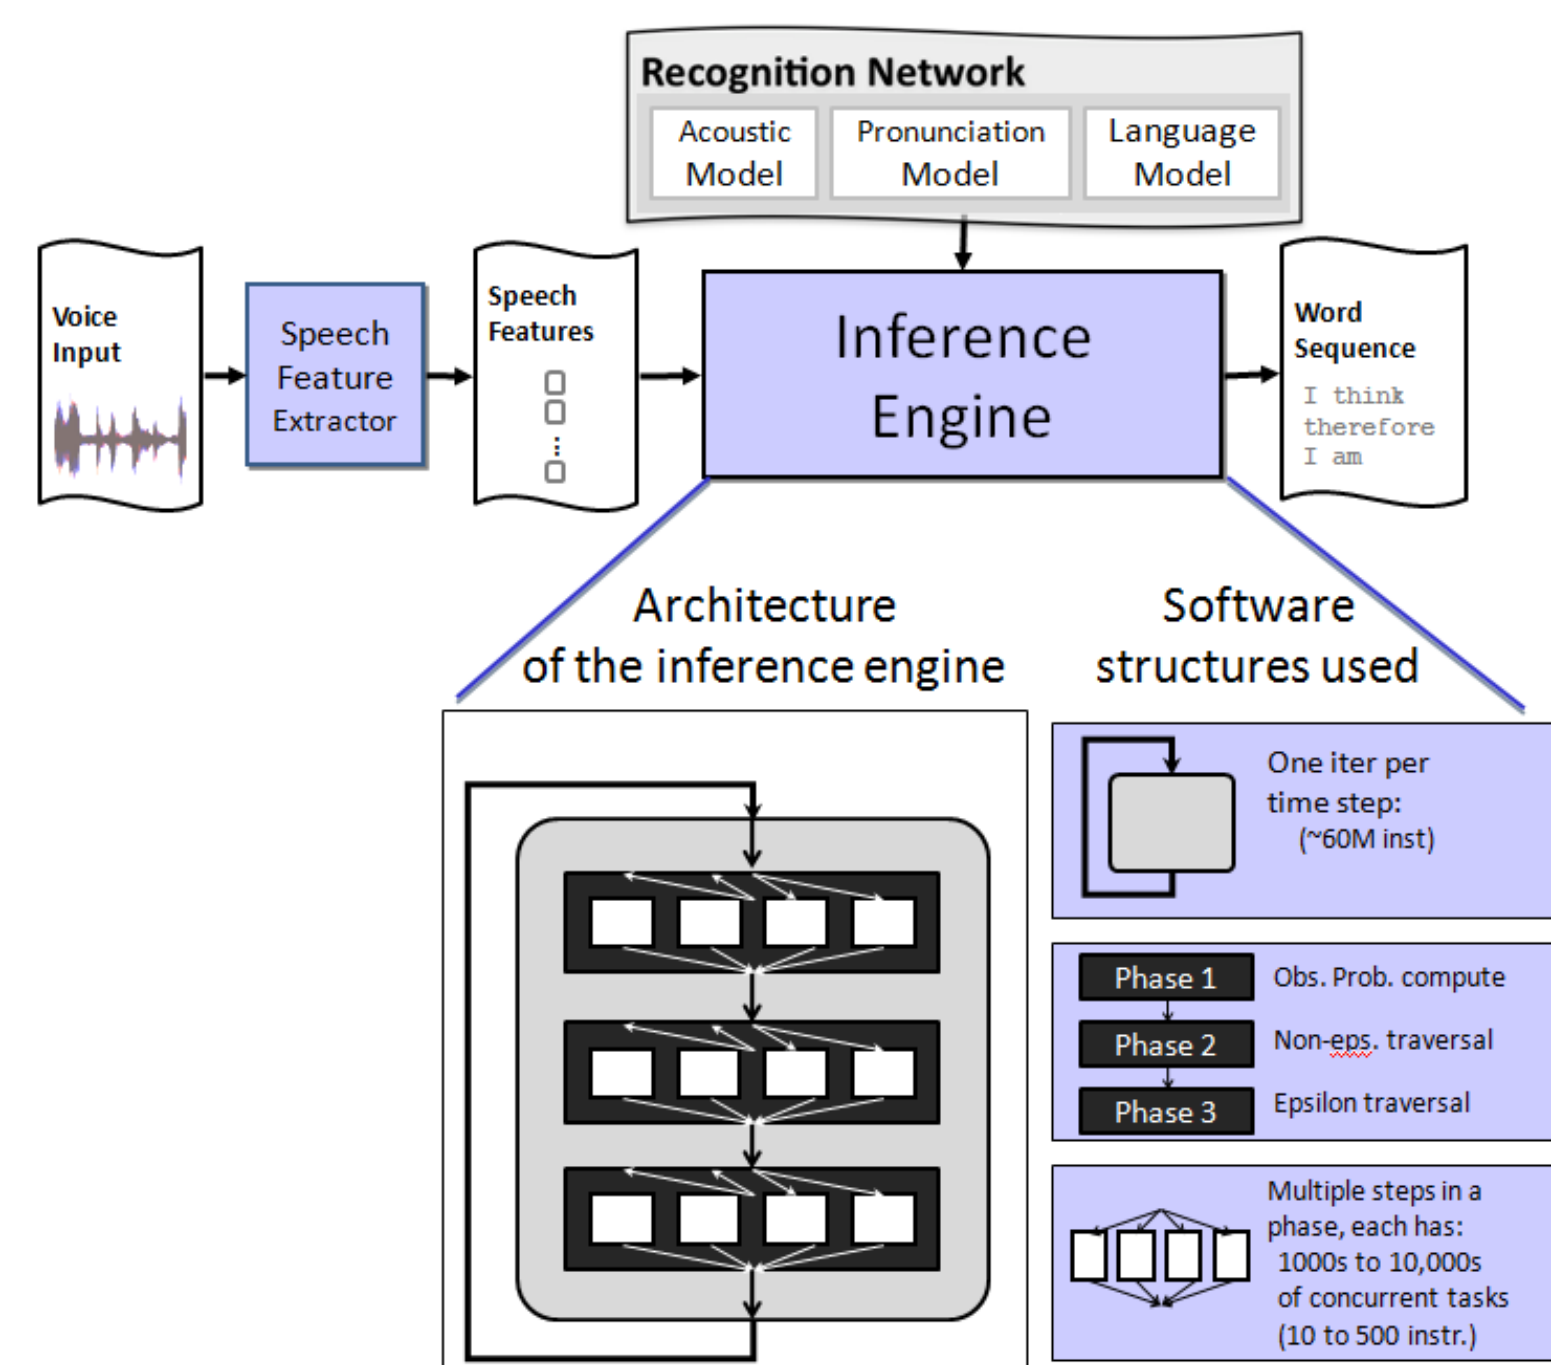 Recognition Network
Acoustic
Model
Pronunciation
Model
Language
Model
Voice
Input
Speech
Feature
Extractor
Speech
Features
Inference
Engine
Word
Sequence
I think
therefore
I am
Architecture
of the inference engine
Software
structures used
One iter per
time step:
(~60M inst)
Phase 1
Obs. Prob. compute
Phase 2
Non-eps. traversal
Phase 3
Epsilon traversal
Multiple steps in a
phase, each has:
1000s to 10,000s
of concurrent tasks
(10 to 500 instr.)